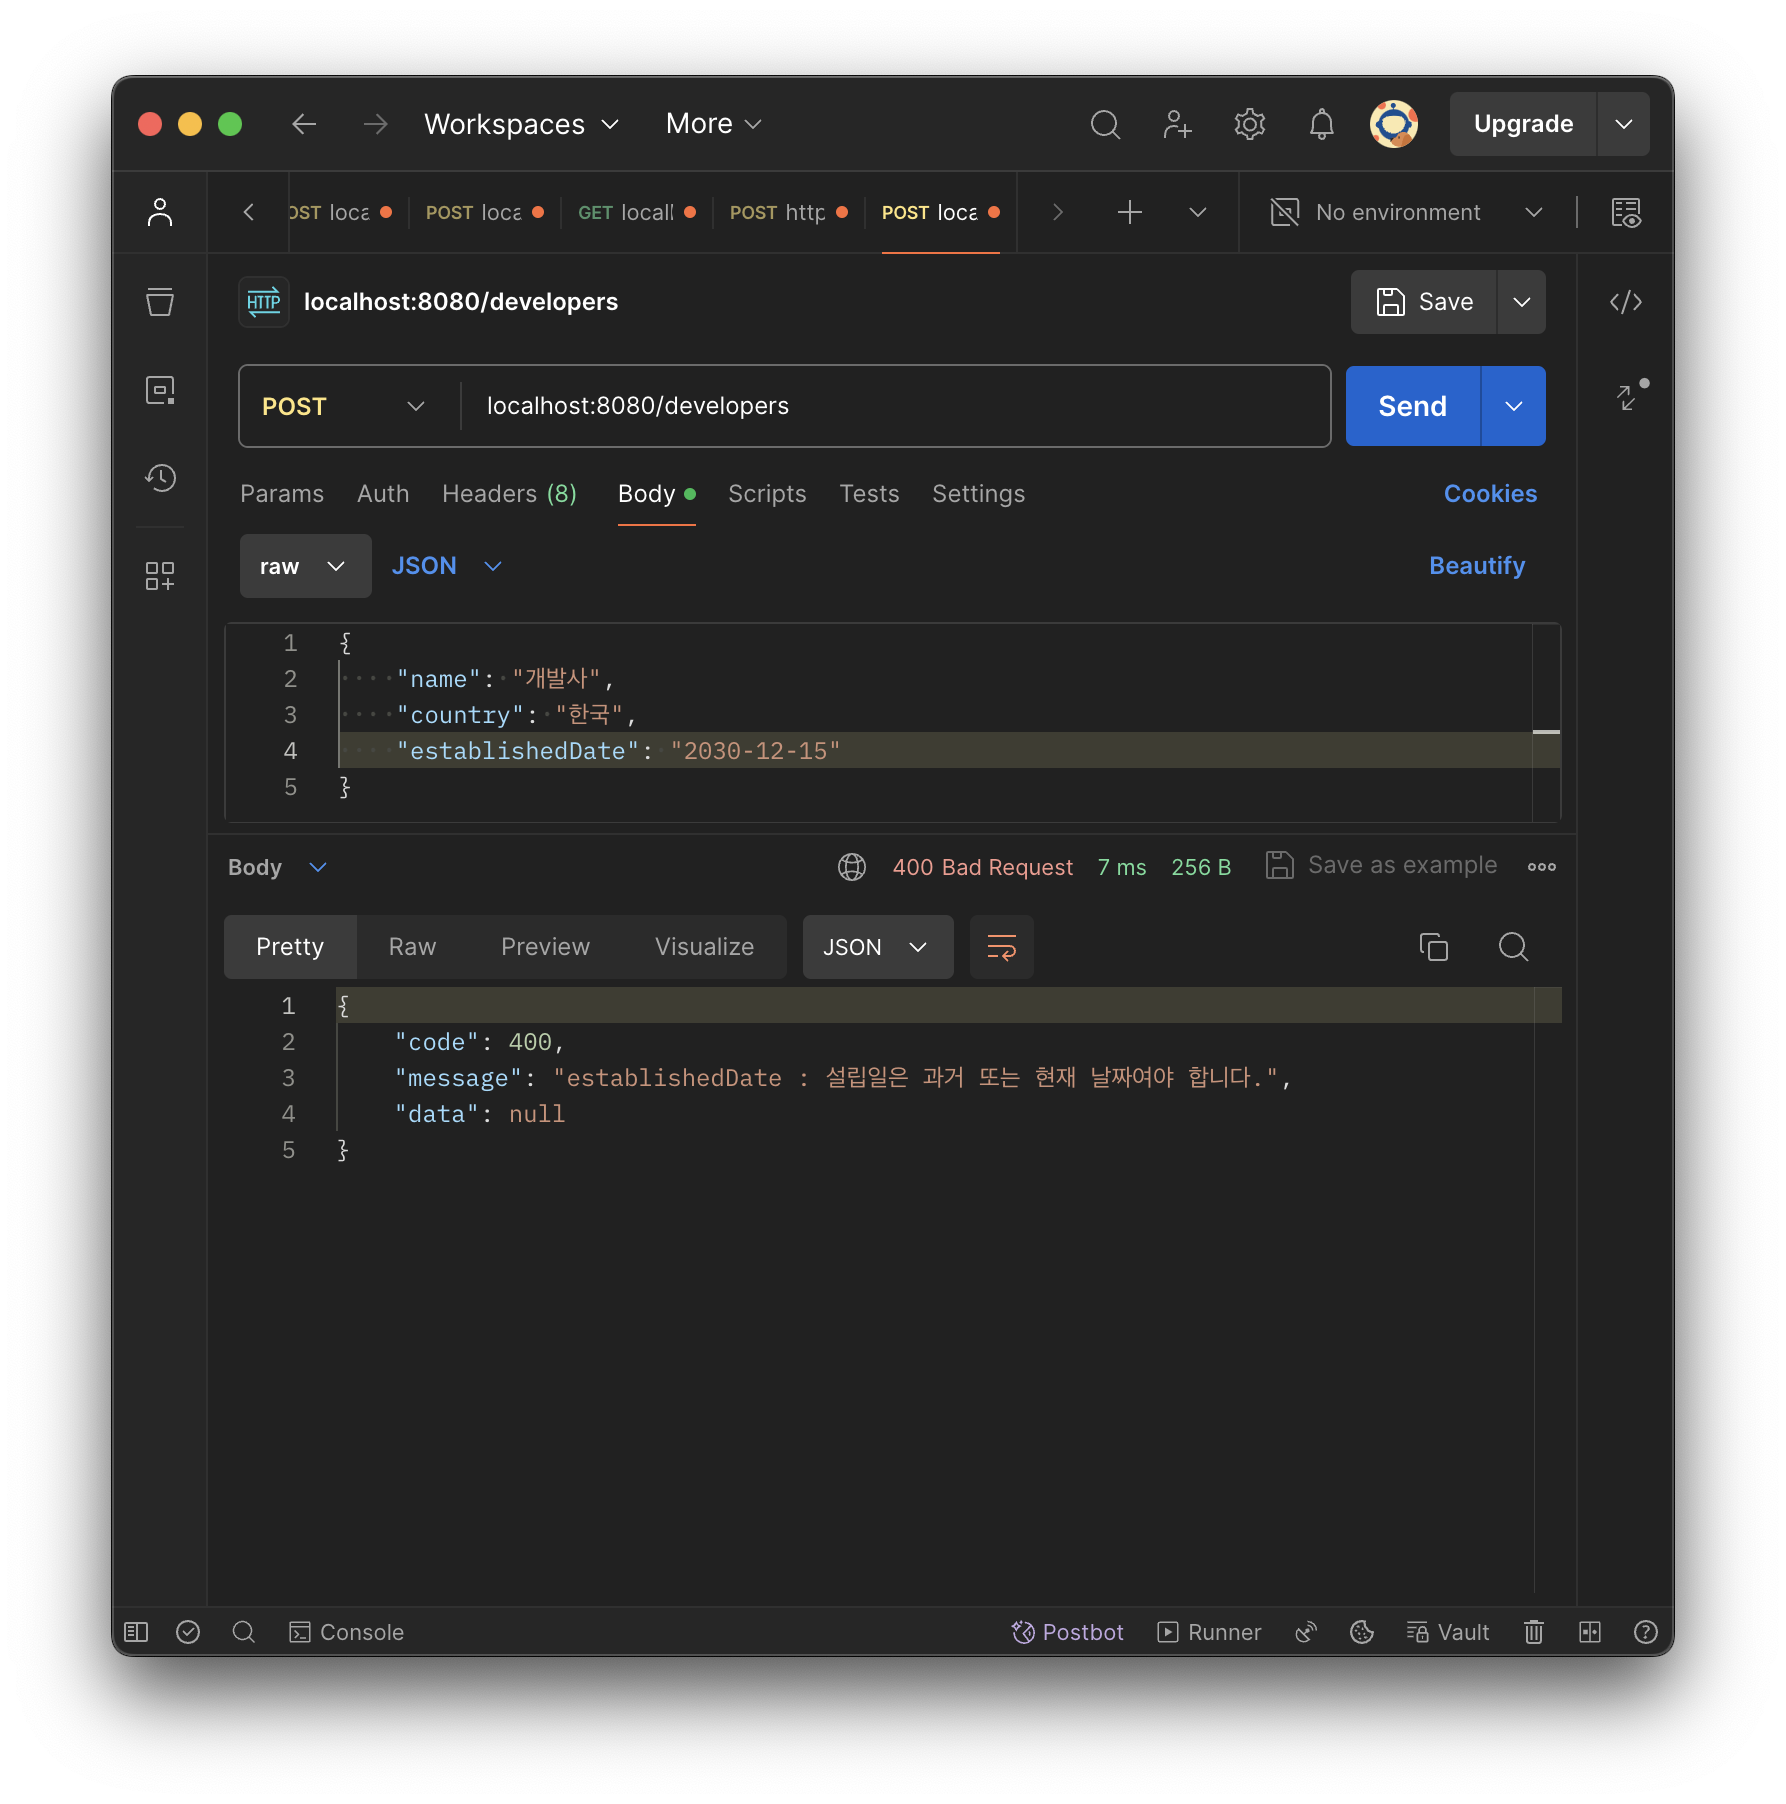 Workspaces More Upgrade
OST loca POST loca GET locall POST http POST loca No environment
HTTP localhost:8080/developers Save
POST localhost:8080/developers Send
Params Auth Headers (8) Body Scripts Tests Settings Cookies
raw JSON Beautify
1 {
2 "name": "개발사",
3 "country": "한국",
4 "establishedDate": "2030-12-15"
5 }
Body 400 Bad Request 7 ms 256 B Save as example
Pretty Raw Preview Visualize JSON
1 {
2 "code": 400,
3 "message": "establishedDate : 설립일은 과거 또는 현재 날짜여야 합니다.",
4 "data": null
5 }
Console Postbot Runner Vault